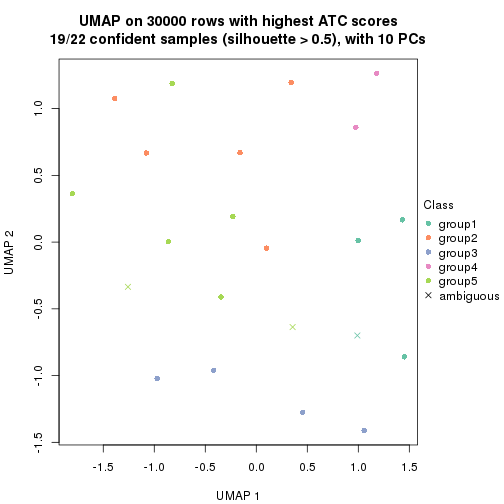 UMAP on 30000 rows with highest ATC scores
19/22 confident samples (silhouette > 0.5), with 10 PCs
1.0
0.5
0.0
-0.5
-1.0
-1.5
UMAP 2
-1.5 -1.0 -0.5 0.0 0.5 1.0 1.5
UMAP 1
Class
group1
group2
group3
group4
group5
ambiguous